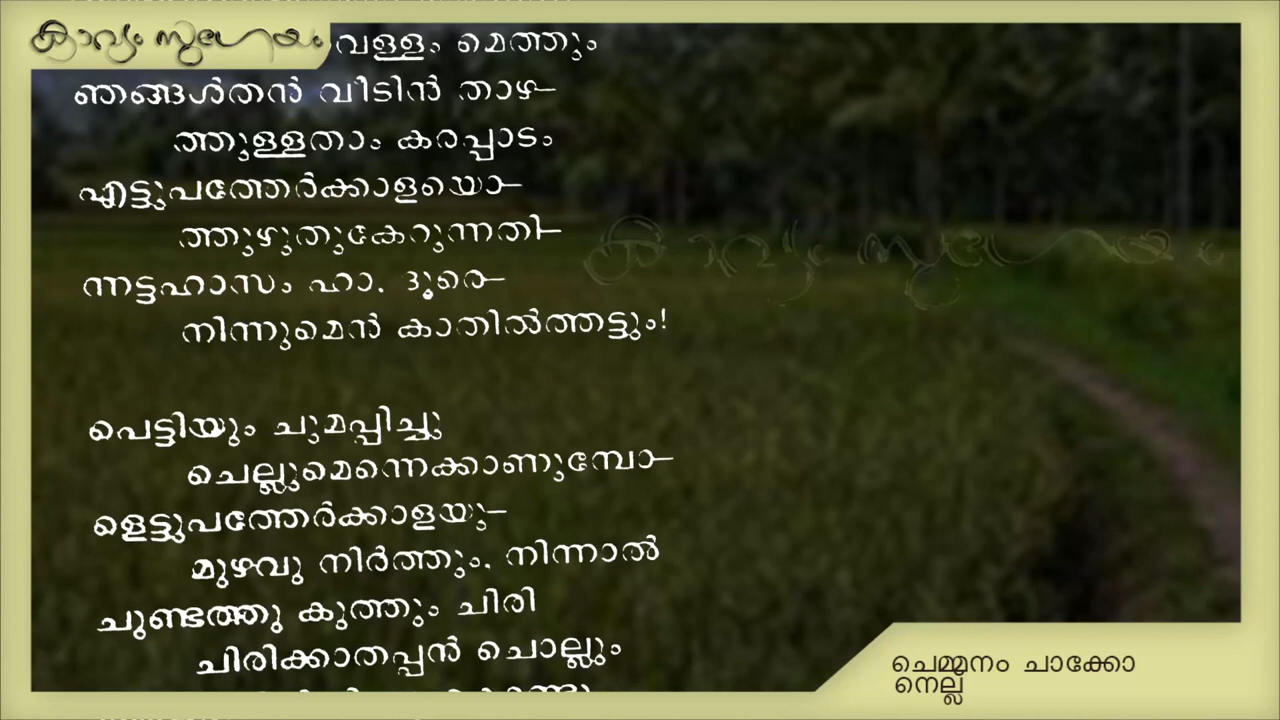 കാവ്യം സുഗേയം
വള്ളം മെത്തും
ഞങ്ങൾതൻ വീടിൻ താഴ—
ത്തുള്ളതാം കരപ്പാടം
എട്ടുപത്തേർക്കാളയൊ—
ത്തുഴുതുകേറുന്നതി—
ന്നട്ടഹാസം ഹാ. ദൂരെ—
നിന്നുമെൻ കാതിൽത്തട്ടും!
പെട്ടിയും ചുമപ്പിച്ചു
ചെല്ലുമെന്നെക്കാണുമ്പോ—
ളെട്ടുപത്തേർക്കാളയു—
മുഴവു നിർത്തും. നിന്നാൽ
ചുണ്ടത്തു കുത്തും ചിരി
ചിരിക്കാതപ്പൻ ചൊല്ലും
കാവ്യം സുഗേയം
ചെമ്മനം ചാക്കോ
നെല്ല്